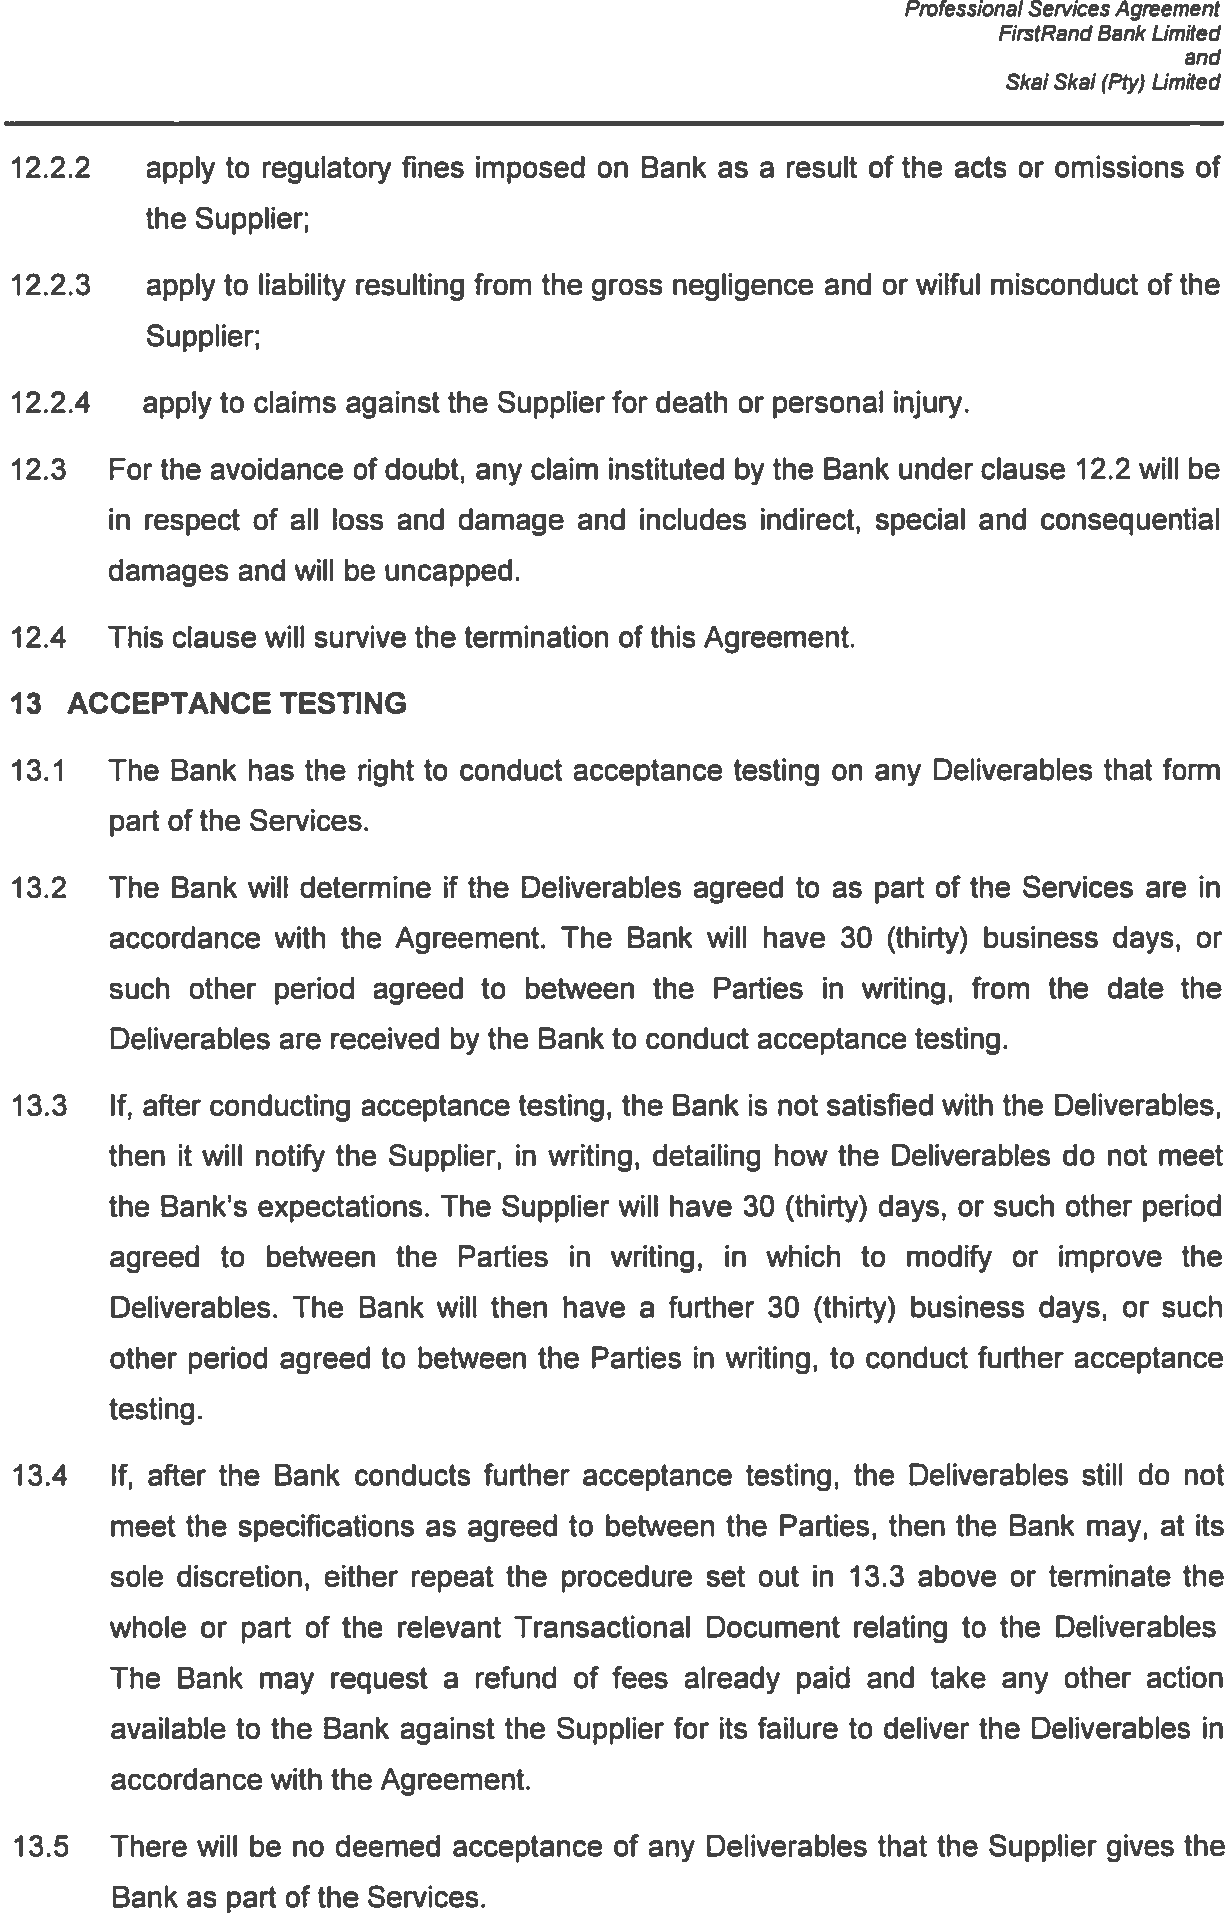 Professional Services Agreement
FirstRand Bank Limited
and
Skai Skai (Pty) Limited
12.2.2 apply to regulatory fines imposed on Bank as a result of the acts or omissions of
the Supplier;
12.2.3 apply to liability resulting from the gross negligence and or wilful misconduct of the
Supplier;
12.2.4 apply to claims against the Supplier for death or personal injury.
12.3 For the avoidance of doubt, any claim instituted by the Bank under clause 12.2 will be
in respect of all loss and damage and includes indirect, special and consequential
damages and will be uncapped.
12.4 This clause will survive the termination of this Agreement.
13 ACCEPTANCE TESTING
13.1 The Bank has the right to conduct acceptance testing on any Deliverables that form
part of the Services.
13.2 The Bank will determine if the Deliverables agreed to as part of the Services are in
accordance with the Agreement. The Bank will have 30 (thirty) business days, or
such other period agreed to between the Parties in writing, from the date the
Deliverables are received by the Bank to conduct acceptance testing.
13.3 If, after conducting acceptance testing, the Bank is not satisfied with the Deliverables,
then it will notify the Supplier, in writing, detailing how the Deliverables do not meet
the Bank's expectations. The Supplier will have 30 (thirty) days, or such other period
agreed to between the Parties in writing, in which to modify or improve the
Deliverables. The Bank will then have a further 30 (thirty) business days, or such
other period agreed to between the Parties in writing, to conduct further acceptance
testing.
13.4 If, after the Bank conducts further acceptance testing, the Deliverables still do not
meet the specifications as agreed to between the Parties, then the Bank may, at its
sole discretion, either repeat the procedure set out in 13.3 above or terminate the
whole or part of the relevant Transactional Document relating to the Deliverables
The Bank may request a refund of fees already paid and take any other action
available to the Bank against the Supplier for its failure to deliver the Deliverables in
accordance with the Agreement.
13.5 There will be no deemed acceptance of any Deliverables that the Supplier gives the
Bank as part of the Services.